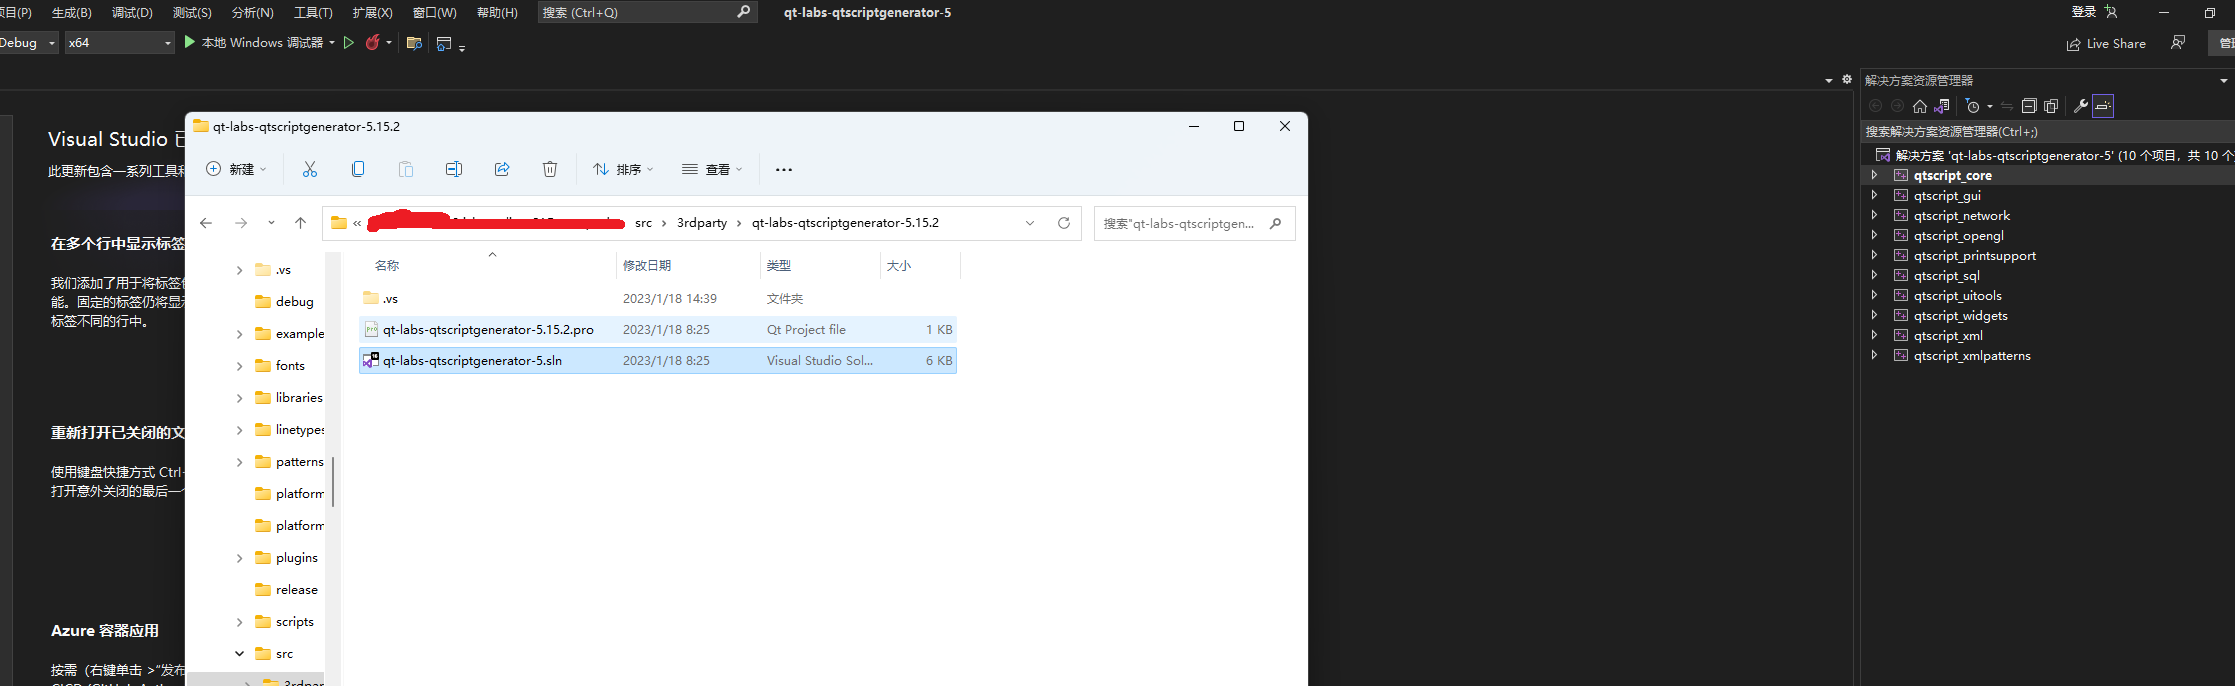 项目(P) 生成(B) 调试(D) 测试(S) 分析(N) 工具(T) 扩展(X) 窗口(W) 帮助(H) 搜索 (Ctrl+Q) qt-labs-qtscriptgenerator-5 登录
Debug x64 本地 Windows 调试器 Live Share
解决方案资源管理器
搜索解决方案资源管理器(Ctrl+;)
解决方案 'qt-labs-qtscriptgenerator-5' (10 个项目，共 10 个
qtscript_core
qtscript_gui
qtscript_network
qtscript_opengl
qtscript_printsupport
qtscript_sql
qtscript_uitools
qtscript_widgets
qtscript_xml
qtscript_xmlpatterns
Visual Studio 已
此更新包含一系列工具和
在多个行中显示标签
我们添加了用于将标签
能。固定的标签仍将显示
标签不同的行中。
重新打开已关闭的文
使用键盘快捷方式 Ctrl+
打开意外关闭的最后一个
Azure 容器应用
按需（右键单击 >“发布
qt-labs-qtscriptgenerator-5.15.2
新建 排序 查看
« src › 3rdparty › qt-labs-qtscriptgenerator-5.15.2 搜索"qt-labs-qtscriptgen...
.vs
debug
example
fonts
libraries
linetypes
patterns
platform
platform
plugins
release
scripts
src
3rdpar
名称 修改日期 类型 大小
.vs 2023/1/18 14:39 文件夹
qt-labs-qtscriptgenerator-5.15.2.pro 2023/1/18 8:25 Qt Project file 1 KB
qt-labs-qtscriptgenerator-5.sln 2023/1/18 8:25 Visual Studio Sol... 6 KB